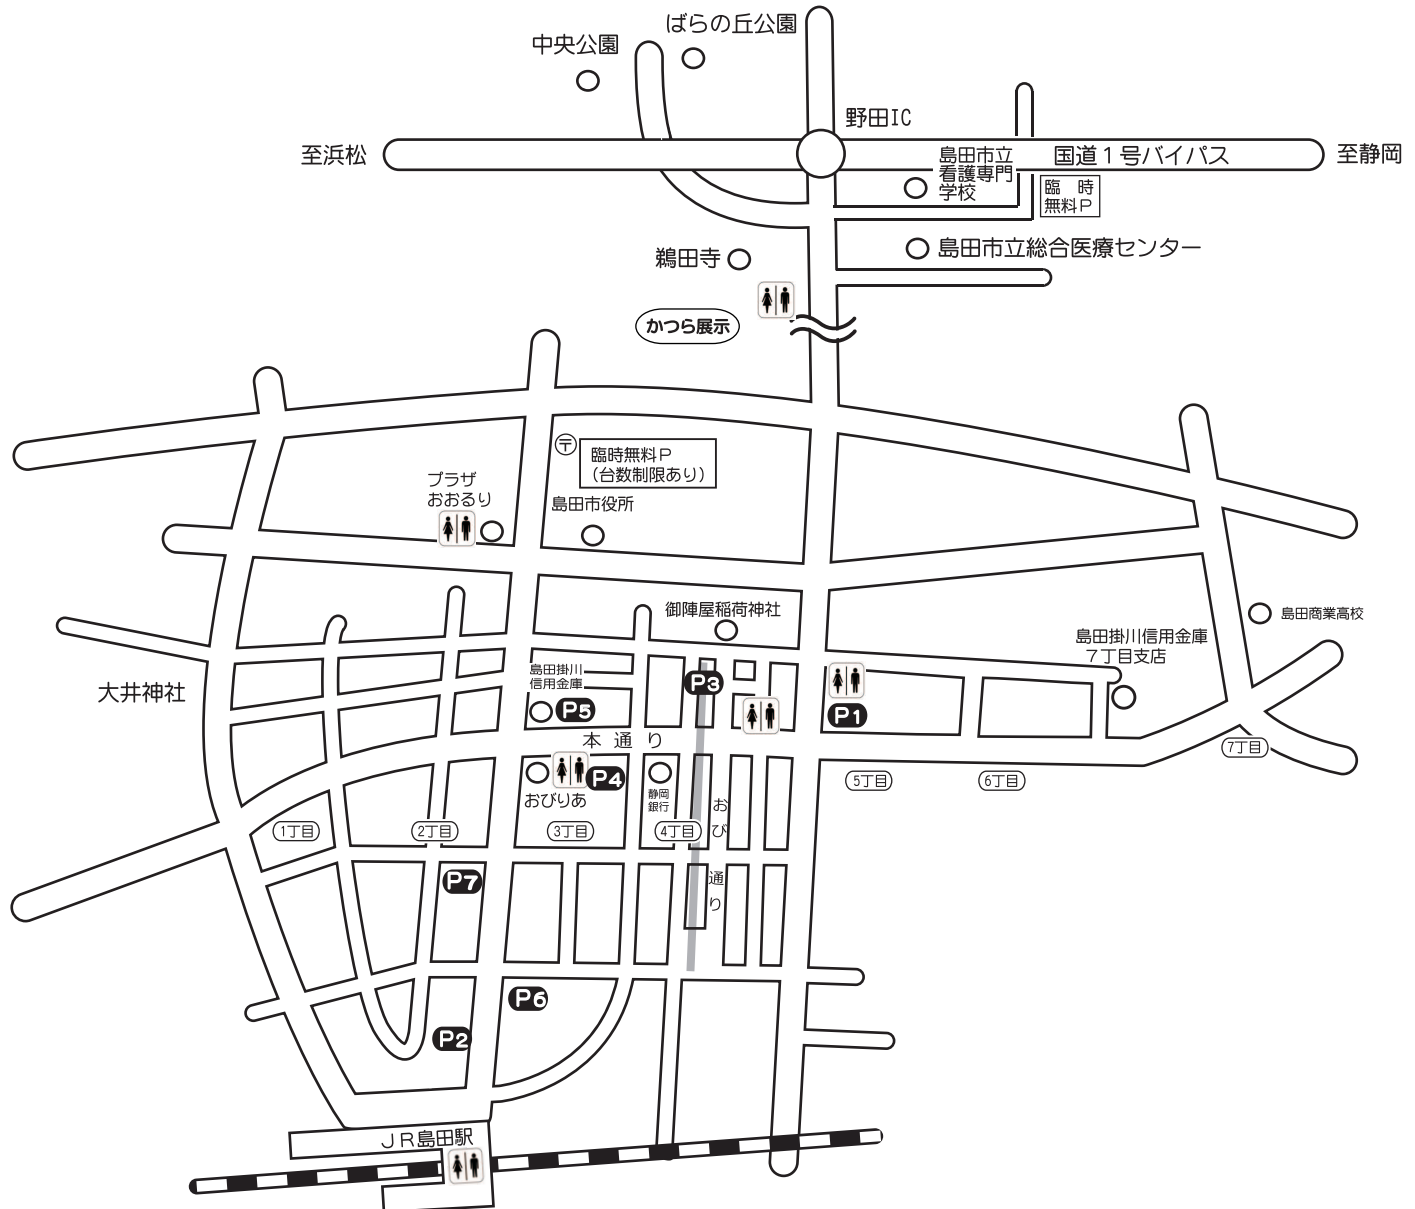 ばらの丘公園
中央公園
野田IC
至浜松
島田市立
看護専門
学校
国道1号バイパス
至静岡
臨　時
無料P
鵜田寺
島田市立総合医療センター
かつら展示
〒
臨時無料P
（台数制限あり）
プラザ
おおるり
島田市役所
御陣屋稲荷神社
島田商業高校
島田掛川信用金庫
7丁目支店
大井神社
島田掛川
信用金庫
P3
P5
P1
本通り
7丁目
おびりあ
P4
静岡
銀行
5丁目
6丁目
おび通り
1丁目
2丁目
3丁目
4丁目
P7
P6
P2
JR島田駅